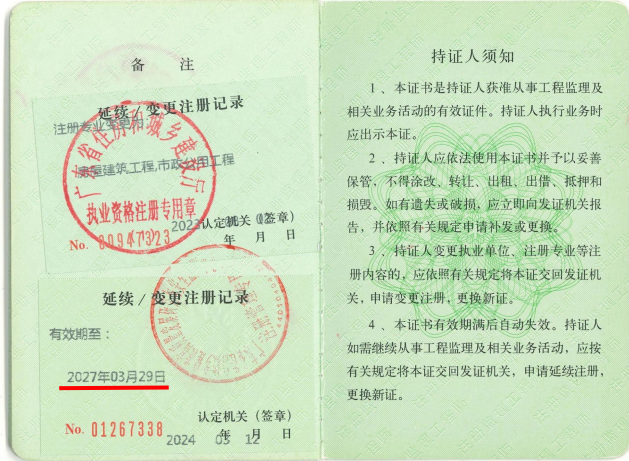 备 注
延续 / 变更注册记录
注册专业变更为:
房屋建筑工程,市政公用工程
广东省住房和城乡建设厅
执业资格注册专用章
2023
认定机关（签章）
年 月 日
No. 00947323
延续 / 变更注册记录
有效期至：
2027年03月29日
认定机关（签章）
No. 01267338
2024 年 05 月 12 日
持证人须知
1 、本证书是持证人获准从事工程监理及
相关业务活动的有效证件。持证人执行业务时
应出示本证。
2 、持证人应依法使用本证书并予以妥善
保管，不得涂改、转让、出租、出借、抵押和
损毁。如有遗失或破损，应立即向发证机关报
告，并依照有关规定申请补发或更换。
3 、持证人变更执业单位、注册专业等注
册内容的，应依照有关规定将本证交回发证机
关，申请变更注册，更换新证。
4 、本证书有效期满后自动失效。持证人
如需继续从事工程监理及相关业务活动，应按
有关规定将本证交回发证机关，申请延续注册，
更换新证。